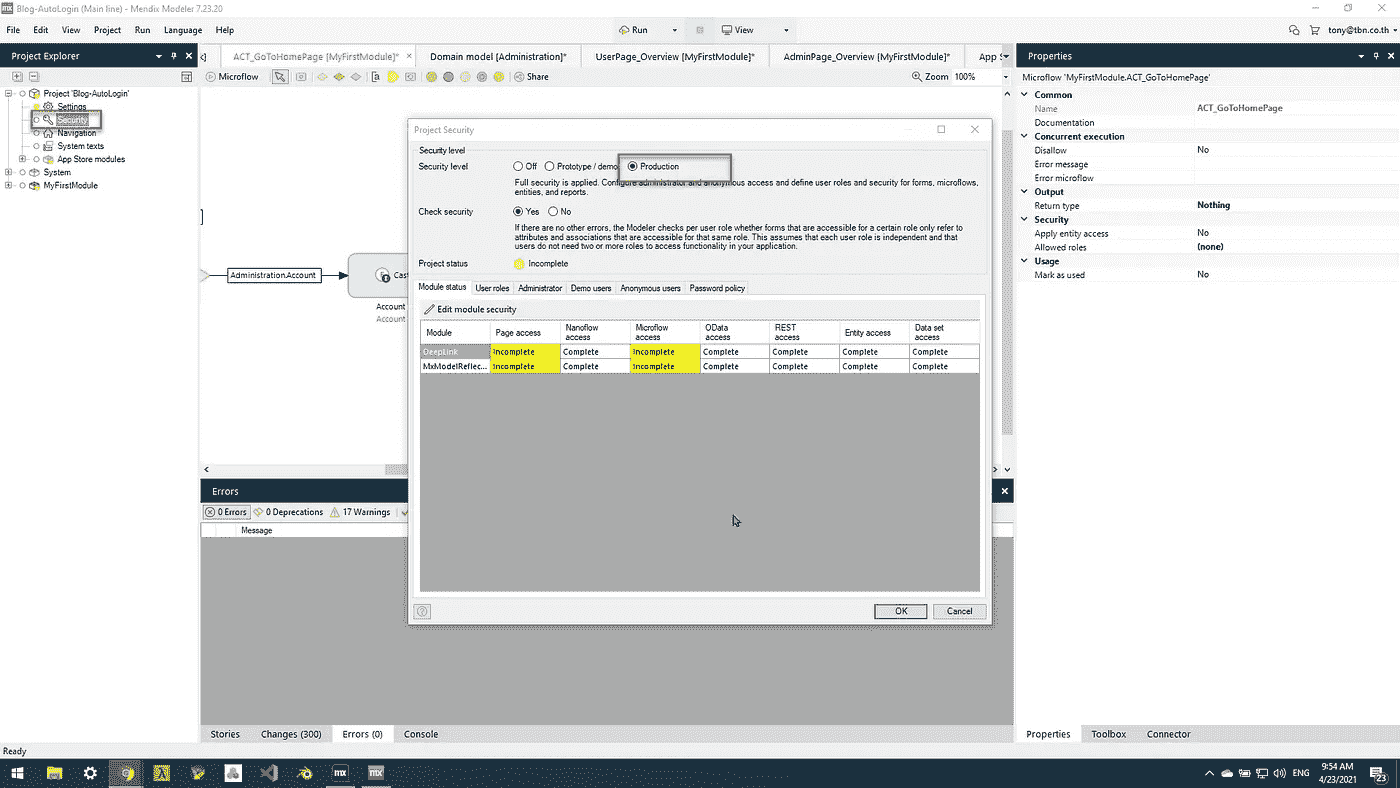 Blog-AutoLogin (Main line) - Mendix Modeler 7.23.20
File Edit View Project Run Language Help
Run View tony@tbn.co.th
Project Explorer
ACT_GoToHomePage [MyFirstModule]* Domain model [Administration]* UserPage_Overview [MyFirstModule]* AdminPage_Overview [MyFirstModule]* App S
Properties
Microflow Share Zoom 100%
Microflow 'MyFirstModule.ACT_GoToHomePage'
Project 'Blog-AutoLogin'
Settings
Security
Navigation
System texts
App Store modules
System
MyFirstModule
Administration.Account
Cast
Account
Account
Project Security
Security level
Security level Off Prototype / demo Production
Full security is applied. Configure administrator and anonymous access and define user roles and security for forms, microflows,
entities, and reports.
Check security Yes No
If there are no other errors, the Modeler checks per user role whether forms that are accessible for a certain role only refer to
attributes and associations that are accessible for that same role. This assumes that each user role is independent and that
users do not need two or more roles to access functionality in your application.
Project status Incomplete
Module status User roles Administrator Demo users Anonymous users Password policy
Edit module security
Module Page access Nanoflow access Microflow access OData access REST access Entity access Data set access
DeepLink Incomplete Complete Incomplete Complete Complete Complete Complete
MxModelReflec... Incomplete Complete Incomplete Complete Complete Complete Complete
OK Cancel
Common
Name ACT_GoToHomePage
Documentation
Concurrent execution
Disallow No
Error message
Error microflow
Output
Return type Nothing
Security
Apply entity access No
Allowed roles (none)
Usage
Mark as used No
Errors
0 Errors 0 Deprecations 17 Warnings
Message
Stories Changes (300) Errors (0) Console
Properties Toolbox Connector
Ready
mx mx
ENG
9:54 AM
4/23/2021
23